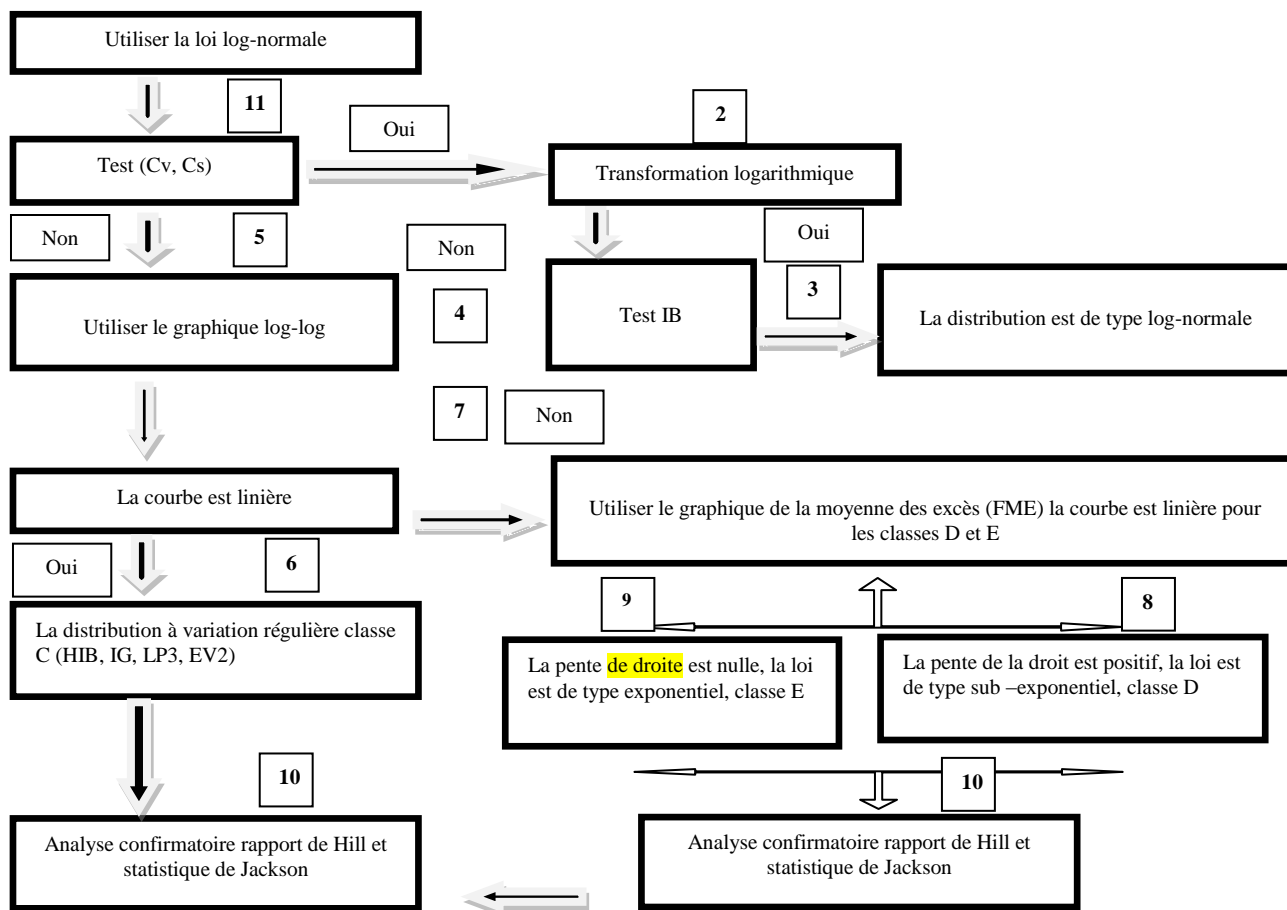 Utiliser la loi log-normale
11
2
Oui
Test (Cv, Cs)
Transformation logarithmique
Non
5
Non
Oui
3
4
Utiliser le graphique log-log
Test IB
La distribution est de type log-normale
7
Non
La courbe est linière
Utiliser le graphique de la moyenne des excès (FME) la courbe est linière pour
les classes D et E
Oui
6
9
8
La distribution à variation régulière classe
C (HIB, IG, LP3, EV2)
La pente de droite est nulle, la loi
est de type exponentiel, classe E
La pente de la droit est positif, la loi est
de type sub –exponentiel, classe D
10
10
Analyse confirmatoire rapport de Hill et
statistique de Jackson
Analyse confirmatoire rapport de Hill et
statistique de Jackson